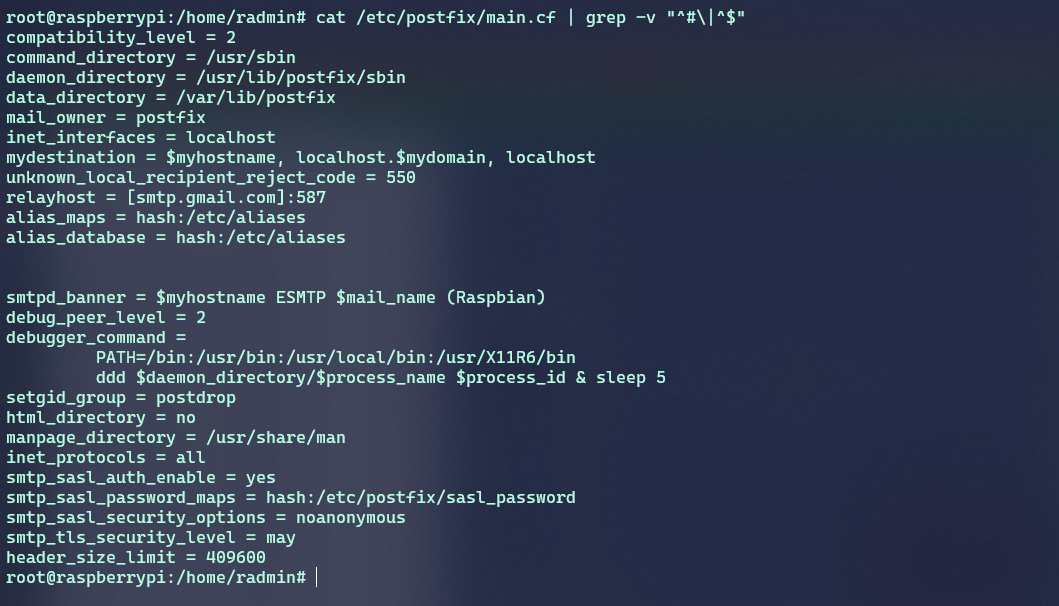 root@raspberrypi:/home/radmin# cat /etc/postfix/main.cf | grep -v "^#\|^$"
compatibility_level = 2
command_directory = /usr/sbin
daemon_directory = /usr/lib/postfix/sbin
data_directory = /var/lib/postfix
mail_owner = postfix
inet_interfaces = localhost
mydestination = $myhostname, localhost.$mydomain, localhost
unknown_local_recipient_reject_code = 550
relayhost = [smtp.gmail.com]:587
alias_maps = hash:/etc/aliases
alias_database = hash:/etc/aliases
smtpd_banner = $myhostname ESMTP $mail_name (Raspbian)
debug_peer_level = 2
debugger_command =
         PATH=/bin:/usr/bin:/usr/local/bin:/usr/X11R6/bin
         ddd $daemon_directory/$process_name $process_id & sleep 5
setgid_group = postdrop
html_directory = no
manpage_directory = /usr/share/man
inet_protocols = all
smtp_sasl_auth_enable = yes
smtp_sasl_password_maps = hash:/etc/postfix/sasl_password
smtp_sasl_security_options = noanonymous
smtp_tls_security_level = may
header_size_limit = 409600
root@raspberrypi:/home/radmin#